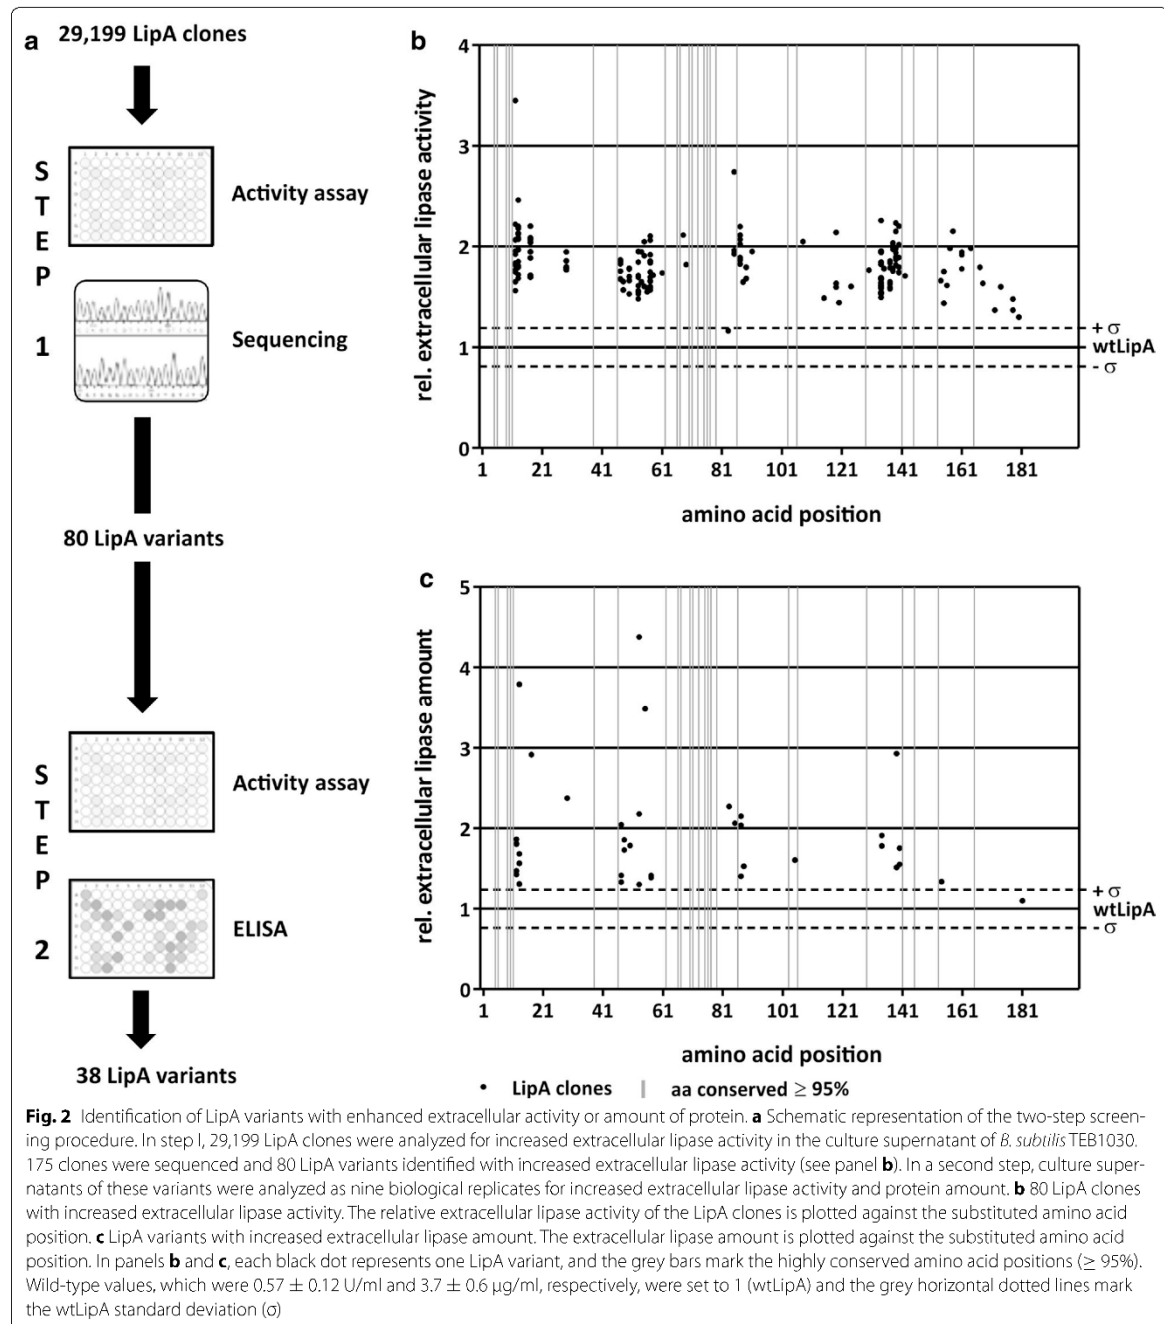 a
29,199 LipA clones
STEP 1
Activity assay
Sequencing
80 LipA variants
STEP 2
Activity assay
ELISA
38 LipA variants
b
rel. extracellular lipase activity
4
3
2
1
0
+ σ
wtLipA
- σ
1 21 41 61 81 101 121 141 161 181
amino acid position
c
rel. extracellular lipase amount
5
4
3
2
1
0
+ σ
wtLipA
- σ
1 21 41 61 81 101 121 141 161 181
amino acid position
• LipA clones | aa conserved ≥ 95%
Fig. 2 Identification of LipA variants with enhanced extracellular activity or amount of protein. a Schematic representation of the two-step screen-
ing procedure. In step I, 29,199 LipA clones were analyzed for increased extracellular lipase activity in the culture supernatant of B. subtilis TEB1030.
175 clones were sequenced and 80 LipA variants identified with increased extracellular lipase activity (see panel b). In a second step, culture super-
natants of these variants were analyzed as nine biological replicates for increased extracellular lipase activity and protein amount. b 80 LipA clones
with increased extracellular lipase activity. The relative extracellular lipase activity of the LipA clones is plotted against the substituted amino acid
position. c LipA variants with increased extracellular lipase amount. The extracellular lipase amount is plotted against the substituted amino acid
position. In panels b and c, each black dot represents one LipA variant, and the grey bars mark the highly conserved amino acid positions (≥ 95%).
Wild-type values, which were 0.57 ± 0.12 U/ml and 3.7 ± 0.6 µg/ml, respectively, were set to 1 (wtLipA) and the grey horizontal dotted lines mark
the wtLipA standard deviation (σ)